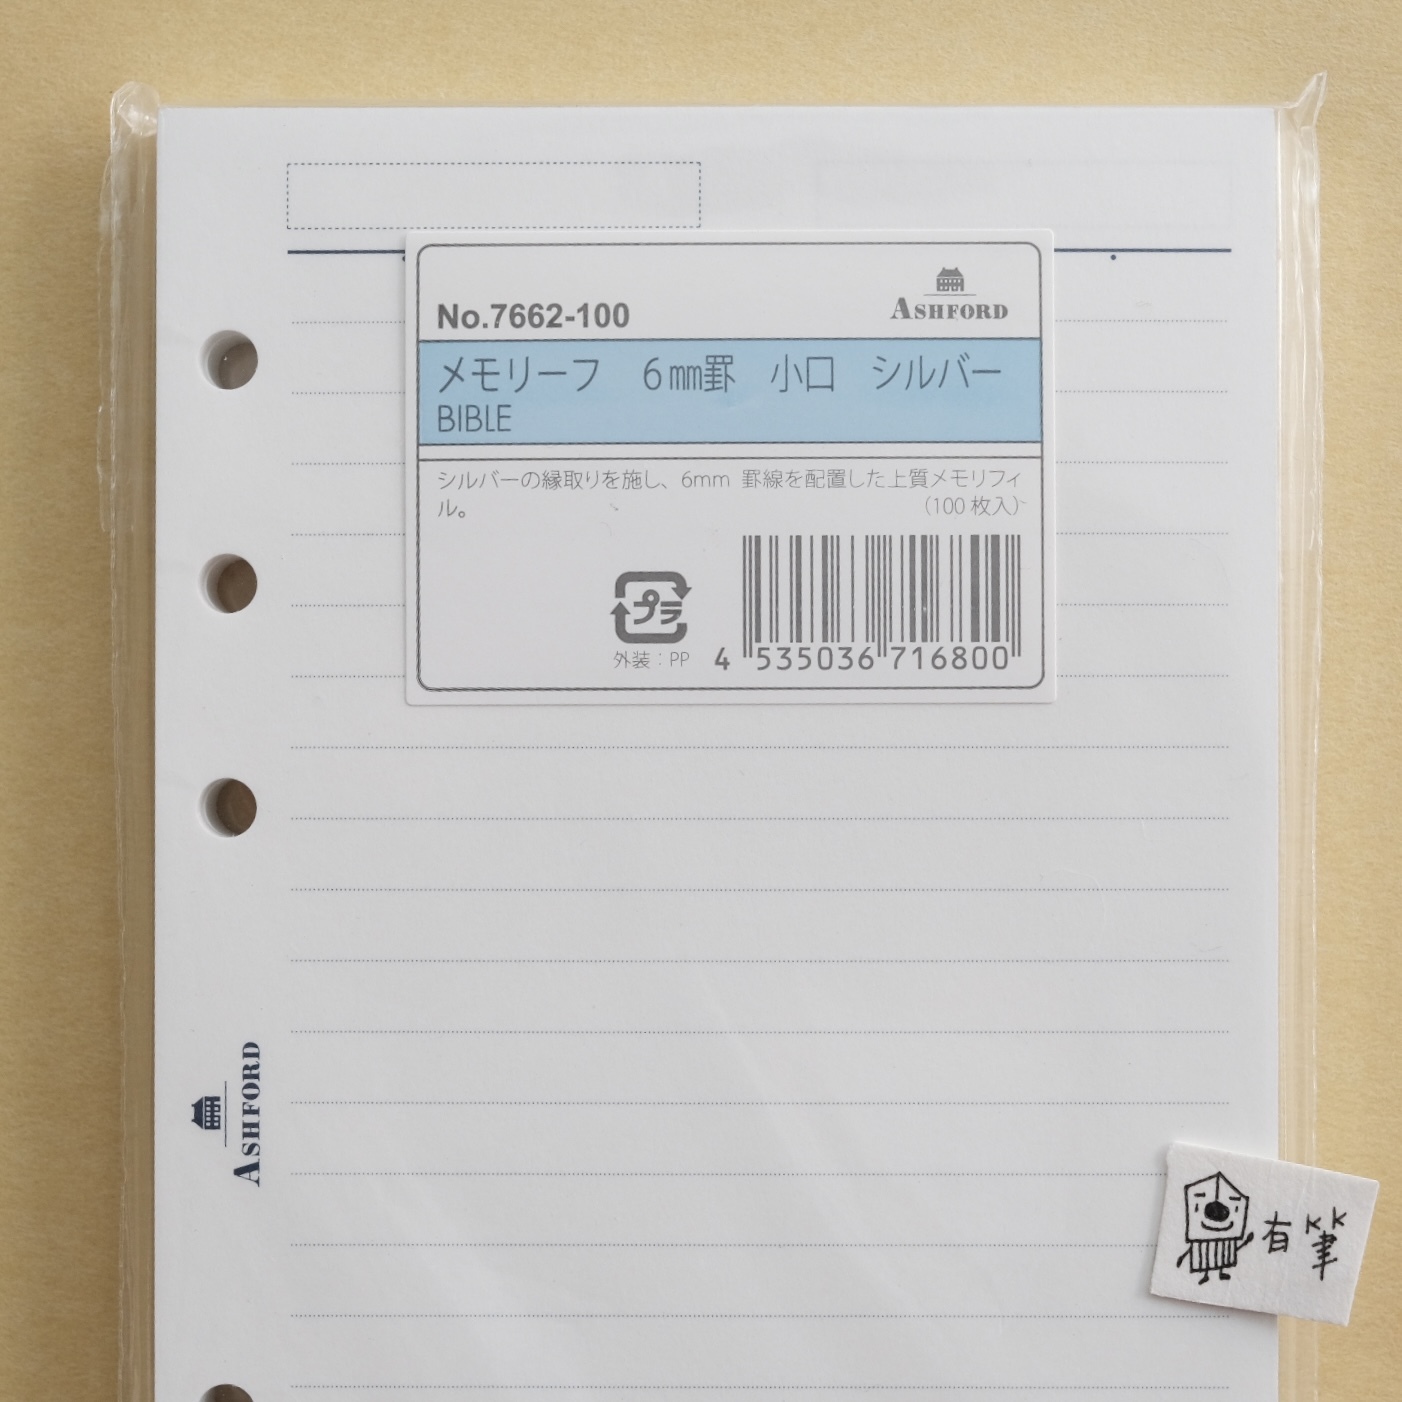 No.7662-100
ASHFORD
メモリーフ　6㎜罫　小口　シルバー
BIBLE
シルバーの縁取りを施し、6mm 罫線を配置した上質メモリフィ
ル。
（100 枚入）
プラ
外装：PP
4 535036 716800
ASHFORD
有筆